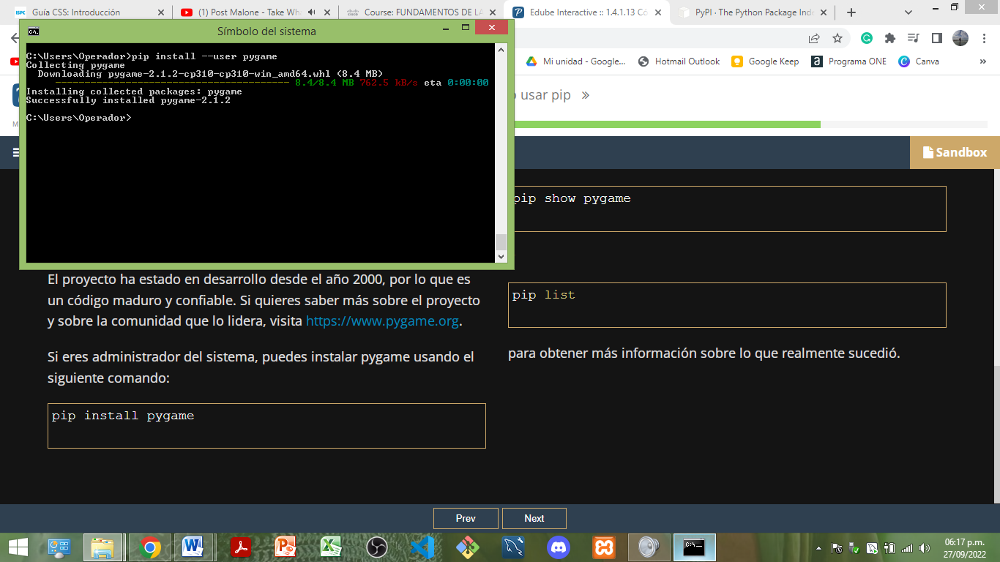 Guía CSS: Introducción
(1) Post Malone - Take Wh
Course: FUNDAMENTOS DE LA
Edube Interactive :: 1.4.1.13 Có
PyPI · The Python Package Inde
Mi unidad - Google...
Hotmail Outlook
Google Keep
Programa ONE
Canva
»
Símbolo del sistema
C:\Users\Operador>pip install --user pygame
Collecting pygame
Downloading pygame-2.1.2-cp310-cp310-win_amd64.whl (8.4 MB)
---------------------------------------- 8.4/8.4 MB 762.5 kB/s eta 0:00:00
Installing collected packages: pygame
Successfully installed pygame-2.1.2
C:\Users\Operador>
usar pip »
Sandbox
El proyecto ha estado en desarrollo desde el año 2000, por lo que es
un código maduro y confiable. Si quieres saber más sobre el proyecto
y sobre la comunidad que lo lidera, visita https://www.pygame.org.
Si eres administrador del sistema, puedes instalar pygame usando el
siguiente comando:
pip install pygame
pip show pygame
pip list
para obtener más información sobre lo que realmente sucedió.
Prev
Next
06:17 p.m.
27/09/2022